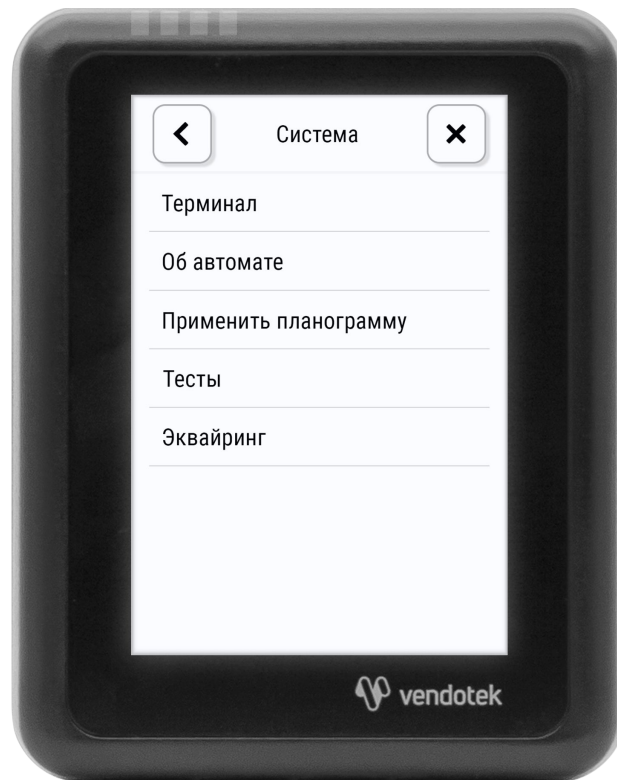 Система
Терминал
Об автомате
Применить планограмму
Тесты
Эквайринг
vendotek